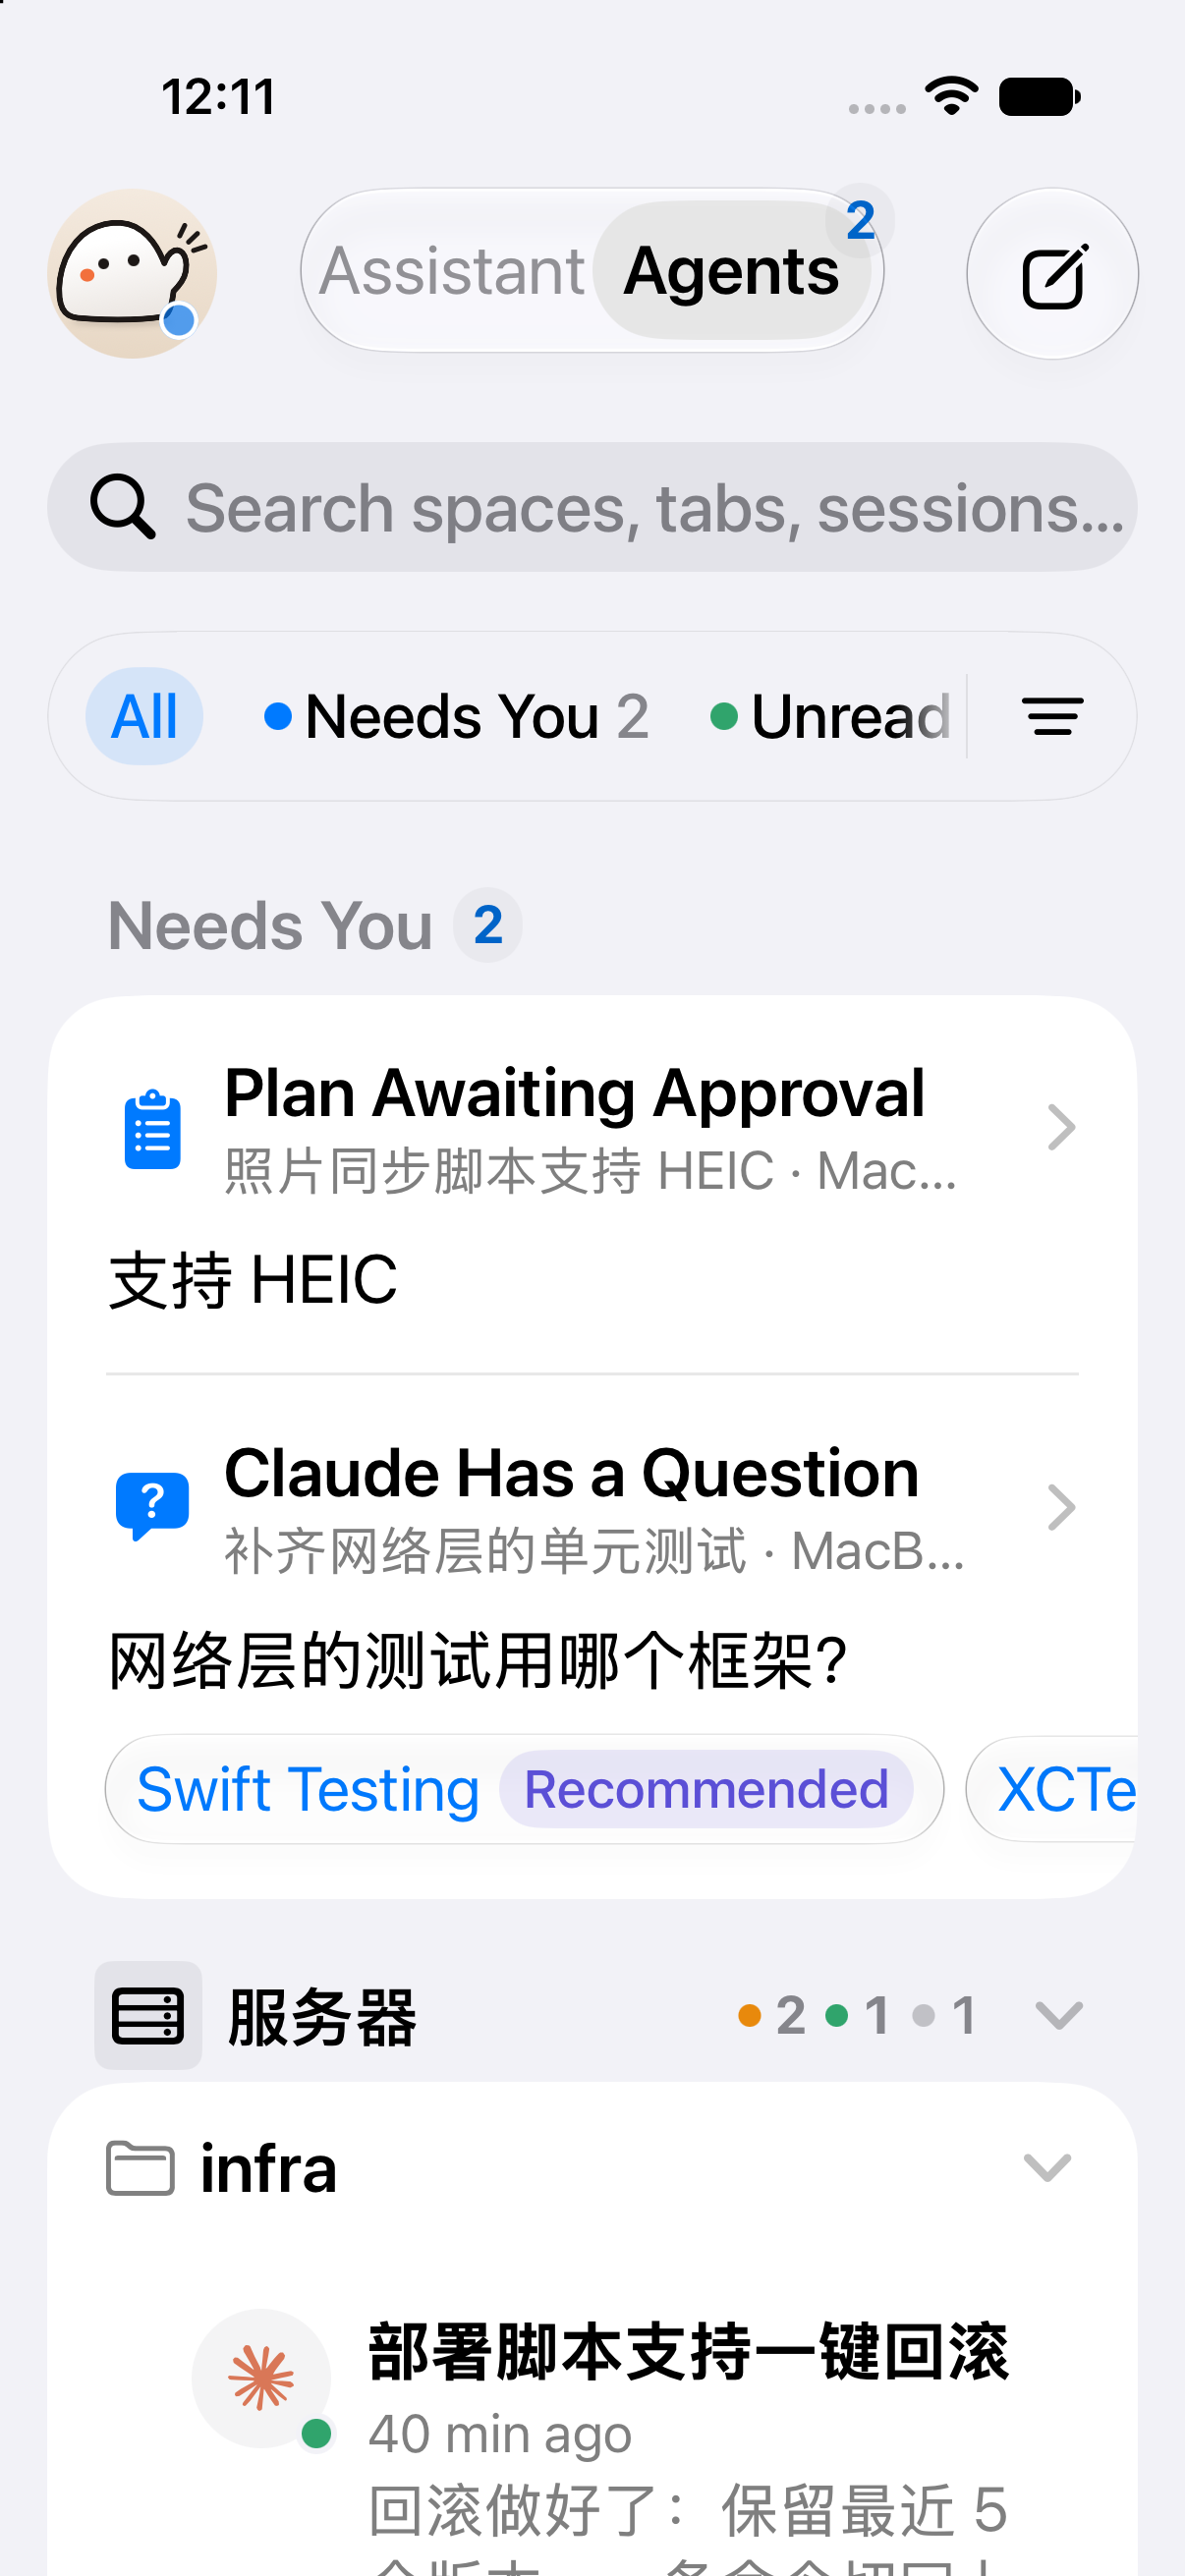 12:11
Assistant Agents 2
Search spaces, tabs, sessions...
All Needs You 2 Unread
Needs You 2
Plan Awaiting Approval
照片同步脚本支持 HEIC · Mac...
支持 HEIC
Claude Has a Question
补齐网络层的单元测试 · MacB...
网络层的测试用哪个框架?
Swift Testing Recommended XCTe
服务器 2 1 1
infra
部署脚本支持一键回滚
40 min ago
回滚做好了：保留最近 5